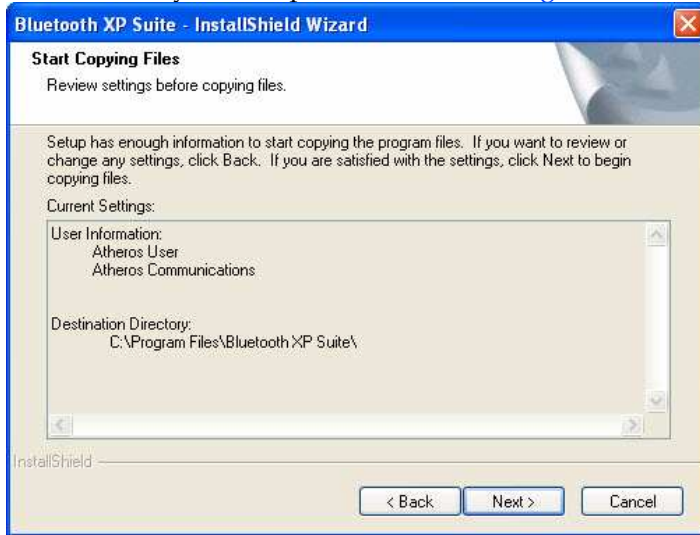 Bluetooth XP Suite - InstallShield Wizard
Start Copying Files
Review settings before copying files.
Setup has enough information to start copying the program files. If you want to review or
change any settings, click Back. If you are satisfied with the settings, click Next to begin
copying files.
Current Settings:
User Information:
Atheros User
Atheros Communications
Destination Directory:
C:\Program Files\Bluetooth XP Suite\
InstallShield
< Back
Next >
Cancel